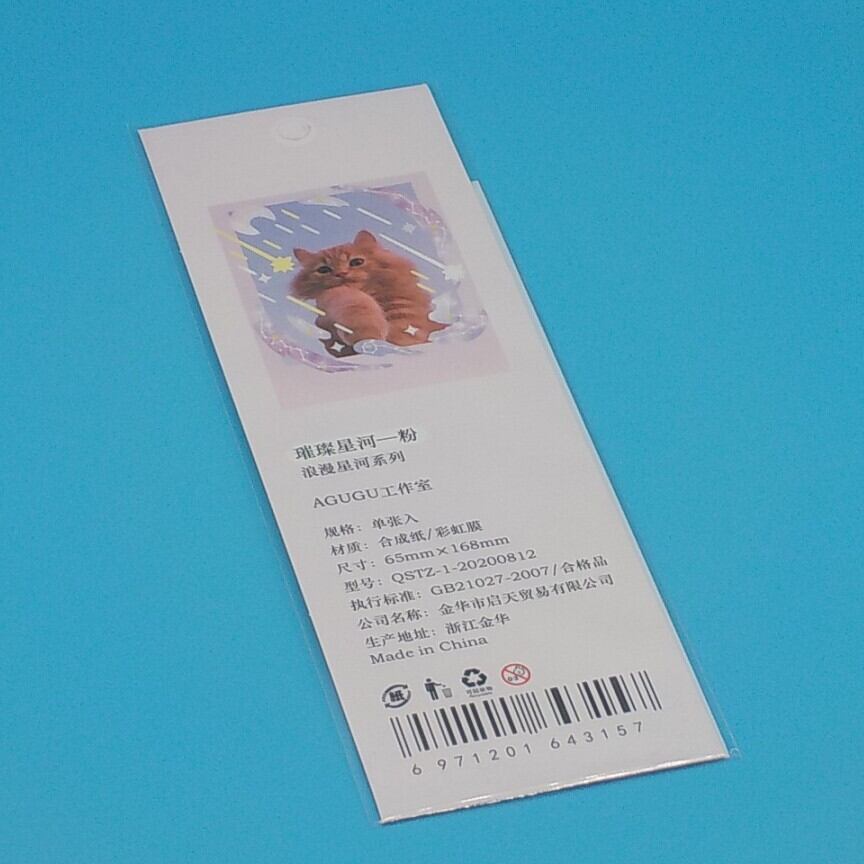 璀璨星河—粉
浪漫星河系列
AGUGU工作室
规格：单张入
材质：合成纸/彩虹膜
尺寸：65mm×168mm
型号：QSTZ-1-20200812
执行标准：GB21027-2007/合格品
公司名称：金华市启天贸易有限公司
生产地址：浙江金华
Made in China
纸
0-3
6 971201 643157